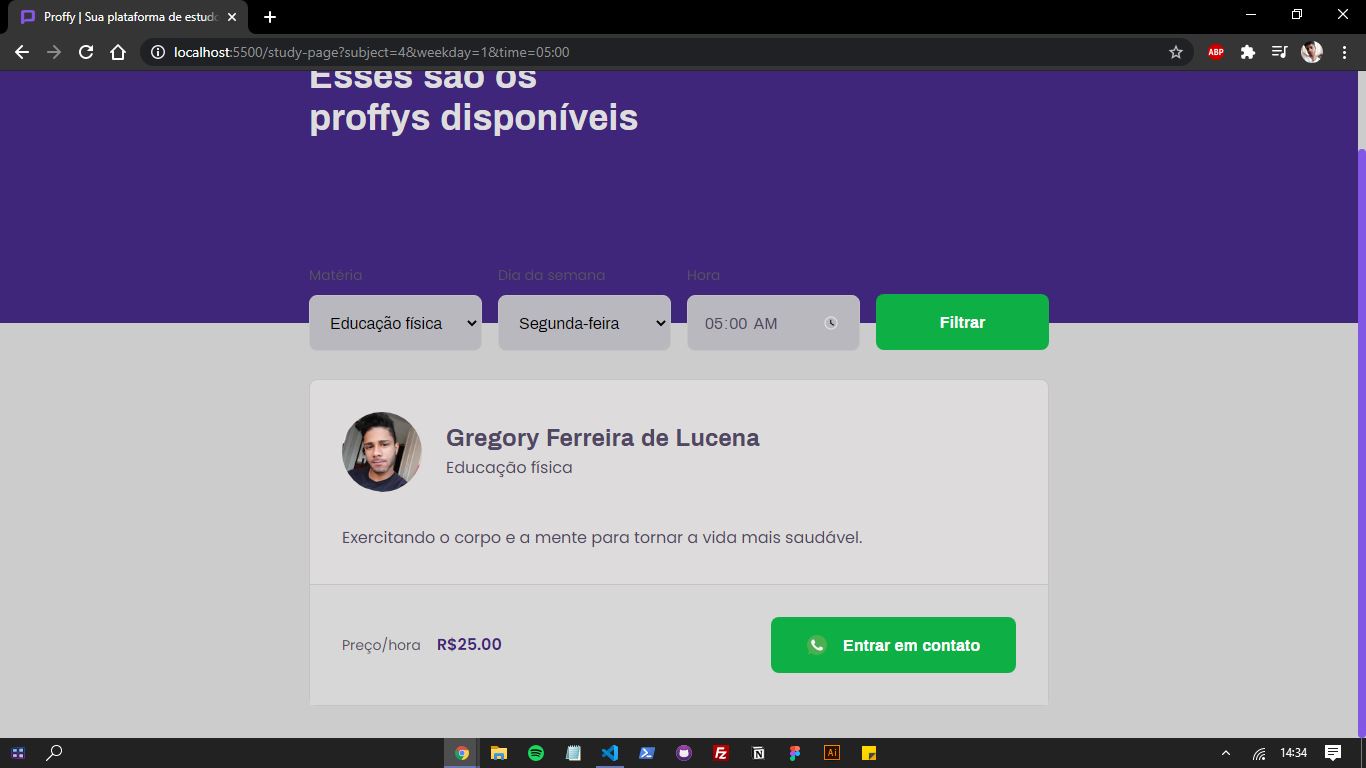 Proffy | Sua plataforma de estud
localhost:5500/study-page?subject=4&weekday=1&time=05:00
ABP
Esses são os
proffys disponíveis
Matéria
Dia da semana
Hora
Educação física
Segunda-feira
05:00 AM
Filtrar
Gregory Ferreira de Lucena
Educação física
Exercitando o corpo e a mente para tornar a vida mais saudável.
Preço/hora
R$25.00
Entrar em contato
Fz
N
Ai
14:34